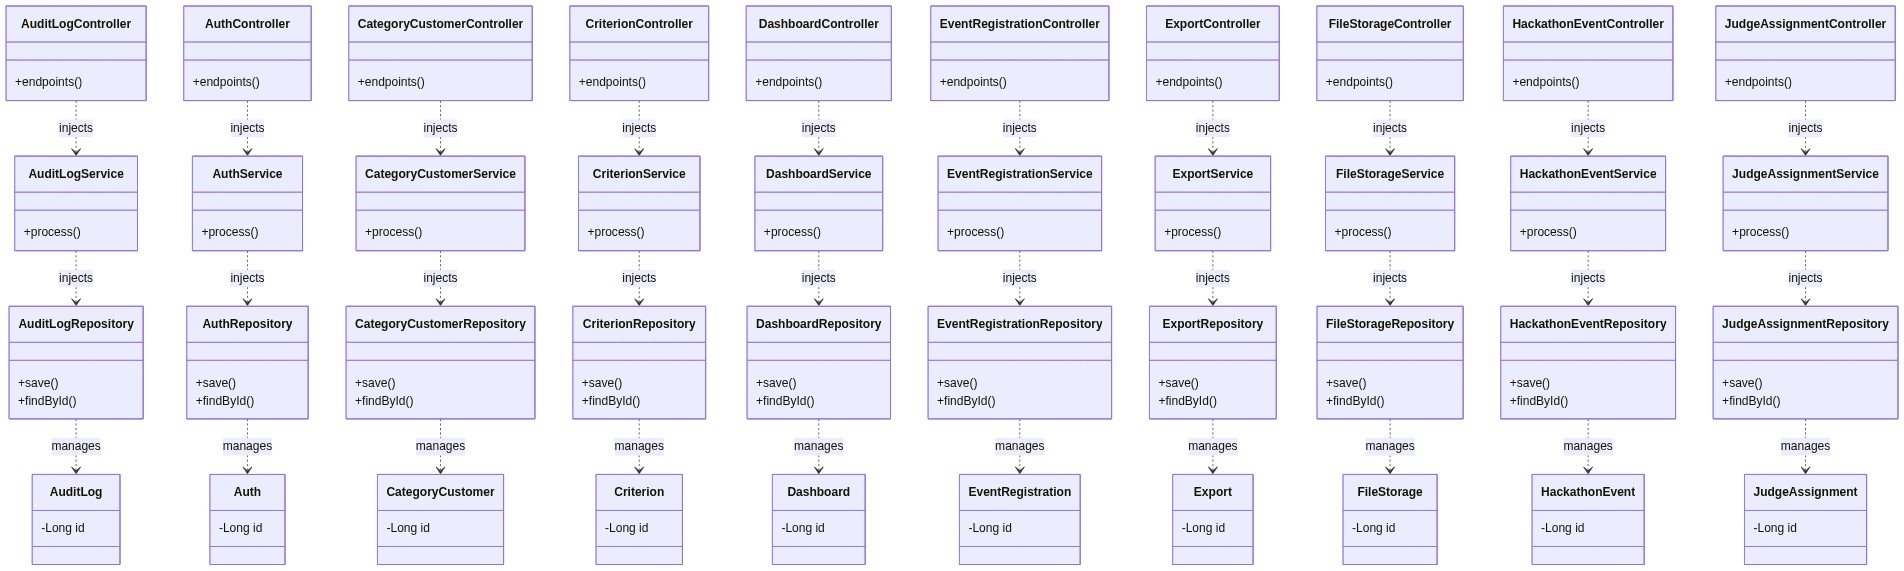 AuditLogController
+endpoints()
injects
AuditLogService
+process()
injects
AuditLogRepository
+save()
+findById()
manages
AuditLog
-Long id
AuthController
+endpoints()
injects
AuthService
+process()
injects
AuthRepository
+save()
+findById()
manages
Auth
-Long id
CategoryCustomerController
+endpoints()
injects
CategoryCustomerService
+process()
injects
CategoryCustomerRepository
+save()
+findById()
manages
CategoryCustomer
-Long id
CriterionController
+endpoints()
injects
CriterionService
+process()
injects
CriterionRepository
+save()
+findById()
manages
Criterion
-Long id
DashboardController
+endpoints()
injects
DashboardService
+process()
injects
DashboardRepository
+save()
+findById()
manages
Dashboard
-Long id
EventRegistrationController
+endpoints()
injects
EventRegistrationService
+process()
injects
EventRegistrationRepository
+save()
+findById()
manages
EventRegistration
-Long id
ExportController
+endpoints()
injects
ExportService
+process()
injects
ExportRepository
+save()
+findById()
manages
Export
-Long id
FileStorageController
+endpoints()
injects
FileStorageService
+process()
injects
FileStorageRepository
+save()
+findById()
manages
FileStorage
-Long id
HackathonEventController
+endpoints()
injects
HackathonEventService
+process()
injects
HackathonEventRepository
+save()
+findById()
manages
HackathonEvent
-Long id
JudgeAssignmentController
+endpoints()
injects
JudgeAssignmentService
+process()
injects
JudgeAssignmentRepository
+save()
+findById()
manages
JudgeAssignment
-Long id